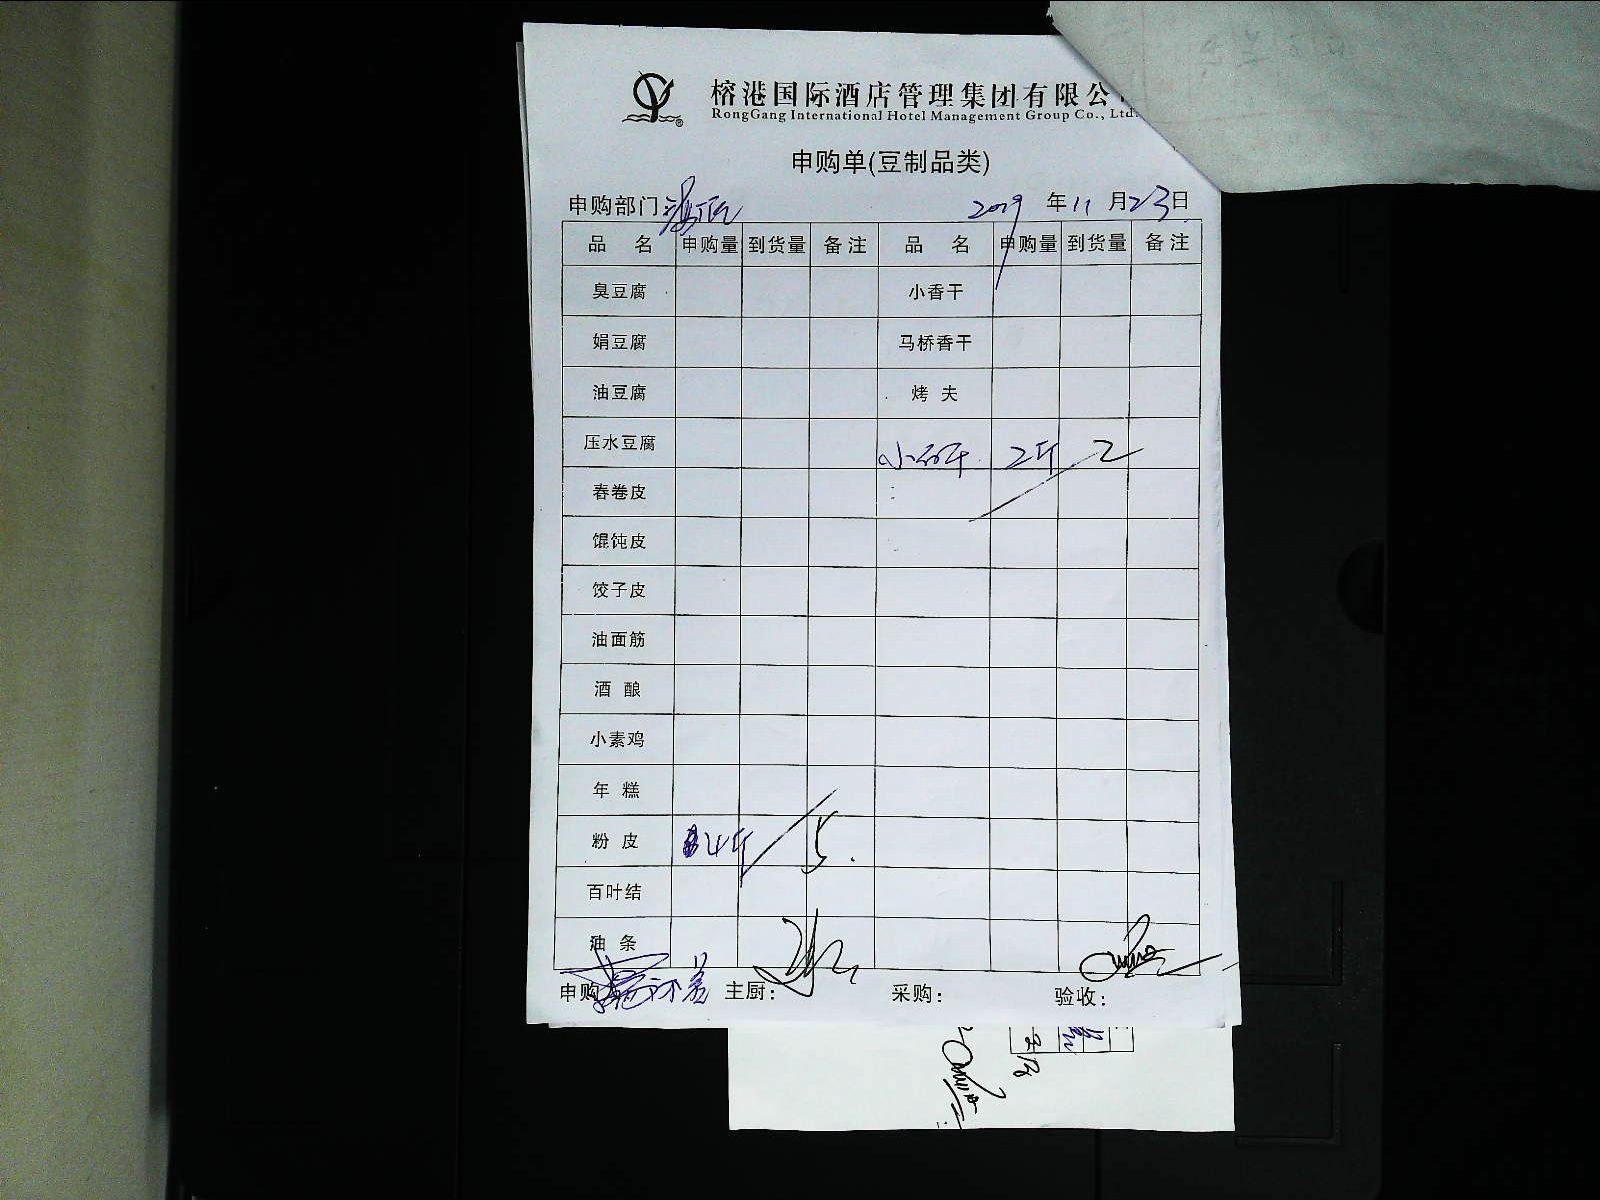 榕港国际酒店管理集团有限公
RongGang International Hotel Management Group Co., Ltd.
申购单(豆制品类)
申购部门: 2019 年 11 月 23 日
品 名 申购量 到货量 备注 品 名 申购量 到货量 备注
臭豆腐 小香干
娟豆腐 马桥香干
油豆腐 烤 夫
压水豆腐 小 2斤 2
春卷皮
馄饨皮
饺子皮
油面筋
酒 酿
小素鸡
年 糕
粉 皮 4斤 5
百叶结
油 条
申购 主厨: 采购: 验收: